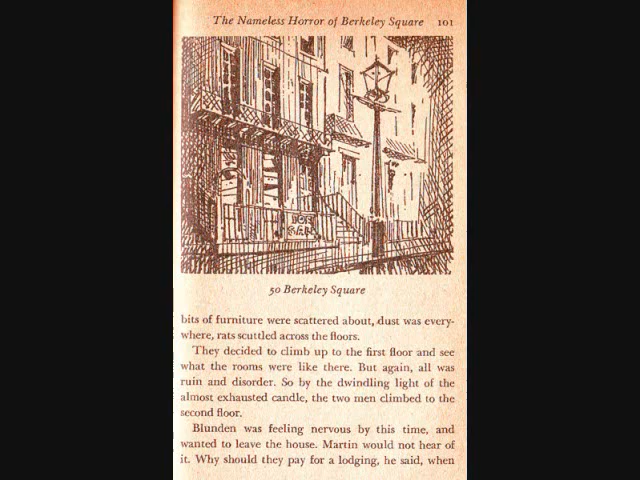 The Nameless Horror of Berkeley Square 101
50 Berkeley Square
bits of furniture were scattered about, dust was every-
where, rats scuttled across the floors.
They decided to climb up to the first floor and see
what the rooms were like there. But again, all was
ruin and disorder. So by the dwindling light of the
almost exhausted candle, the two men climbed to the
second floor.
Blunden was feeling nervous by this time, and
wanted to leave the house. Martin would not hear of
it. Why should they pay for a lodging, he said, when